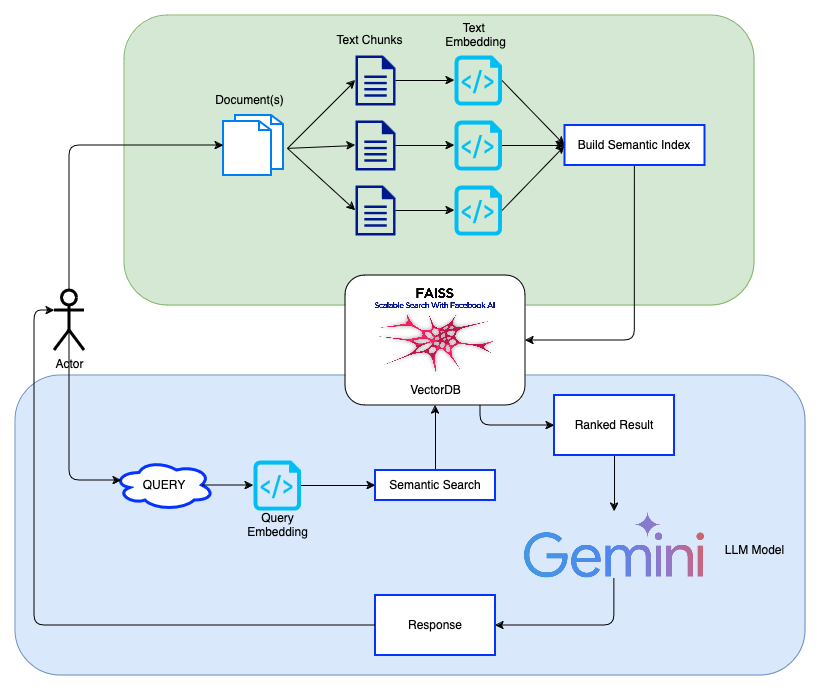 Text Chunks
Text
Embedding
Document(s)
Build Semantic Index
FAISS
Scalable Search With Facebook AI
VectorDB
Actor
Ranked Result
QUERY
Semantic Search
Query
Embedding
Gemini
LLM Model
Response